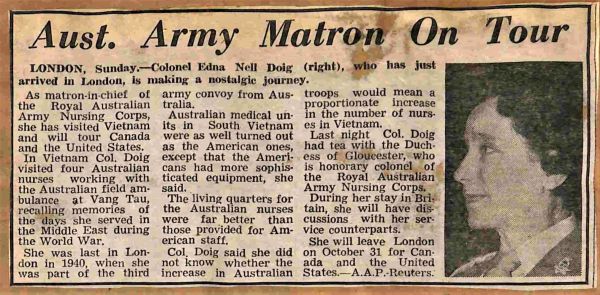 Aust. Army Matron On Tour
LONDON, Sunday.—Colonel Edna Nell Doig (right), who has just
arrived in London, is making a nostalgic journey.
As matron-in-chief of
the Royal Australian
Army Nursing Corps,
she has visited Vietnam
and will tour Canada
and the United States.
In Vietnam Col. Doig
visited four Australian
nurses working with
the Australian field am-
bulance at Vang Tau,
recalling memories of
the days she served in
the Middle East during
the World War.
She was last in Lon-
don in 1940, when she
was part of the third
army convoy from Aus-
tralia.
Australian medical un-
its in South Vietnam
were as well turned out
as the American ones,
except that the Ameri-
cans had more sophis-
ticated equipment, she
said.
The living quarters for
the Australian nurses
were far better than
those provided for Am-
erican staff.
Col. Doig said she did
not know whether the
increase in Australian
troops would mean a
proportionate increase
in the number of nurs-
es in Vietnam.
Last night Col. Doig
had tea with the Duch-
ess of Gloucester, who
is honorary colonel of
the Royal Australian
Army Nursing Corps.
During her stay in Bri-
tain, she will have dis-
cussions with her ser-
vice counterparts.
She will leave London
on October 31 for Can-
ada and the United
States.—A.A.P.-Reuters.